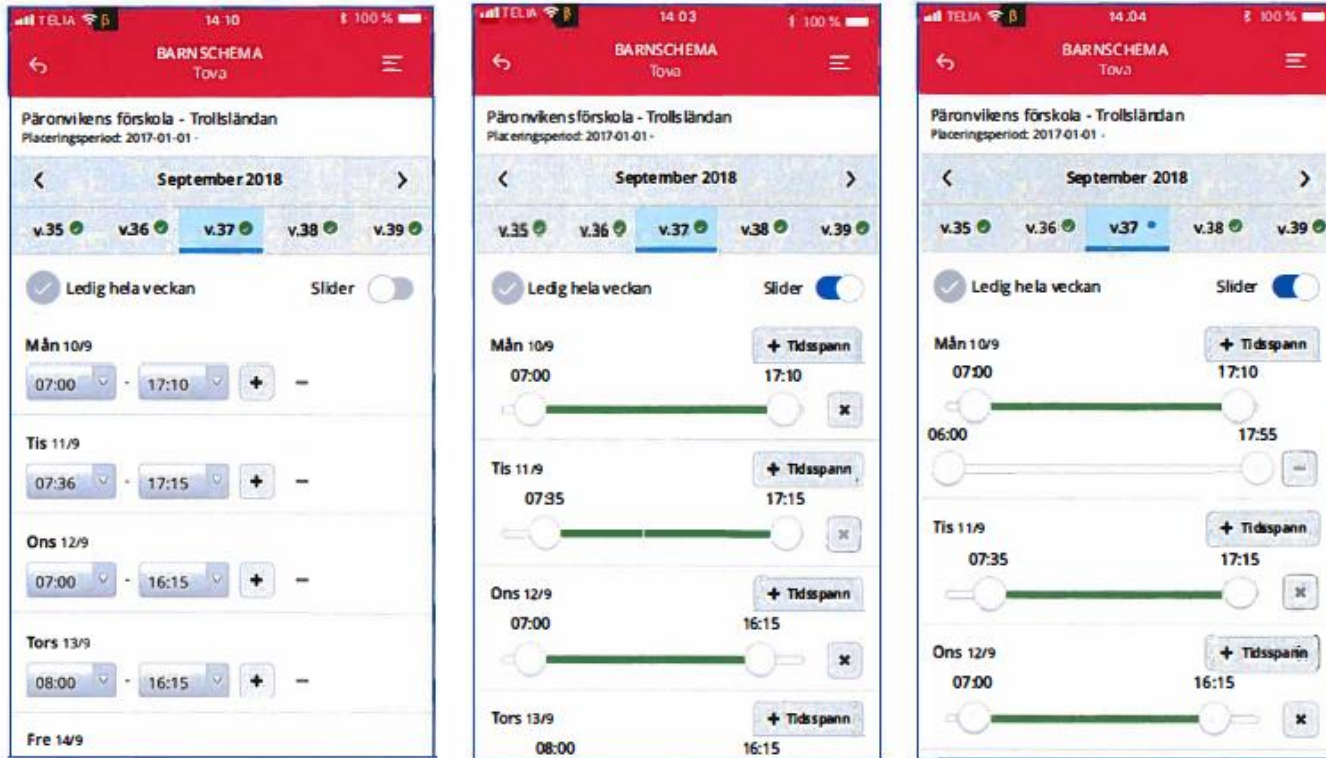 TELIA β 14 10 100 %
BARNSCHEMA
Tova
Päronvikens förskola - Trollsländan
Placeringsperiod: 2017-01-01 -
September 2018
v.35 v.36 v.37 v.38 v.39
Ledig hela veckan Slider
Mån 10/9
07:00 - 17:10 + -
Tis 11/9
07:36 - 17:15 + -
Ons 12/9
07:00 - 16:15 + -
Tors 13/9
08:00 - 16:15 + -
Fre 14/9
TELIA β 14 03 100 %
BARNSCHEMA
Tova
Päronvikens förskola - Trollsländan
Placeringsperiod: 2017-01-01 -
September 2018
v.35 v.36 v.37 v.38 v.39
Ledig hela veckan Slider
Mån 10/9 + Tidsspann
07:00 17:10
Tis 11/9 + Tidsspann
07:35 17:15
Ons 12/9 + Tidsspann
07:00 16:15
Tors 13/9 + Tidsspann
08:00 16:15
TELIA β 14.04 100 %
BARNSCHEMA
Tova
Päronvikens förskola - Trollsländan
Placeringsperiod: 2017-01-01 -
September 2018
v.35 v.36 v.37 v.38 v.39
Ledig hela veckan Slider
Mån 10/9 + Tidsspann
07:00 17:10
06:00 17:55
Tis 11/9 + Tidsspann
07:35 17:15
Ons 12/9 + Tidsspann
07:00 16:15